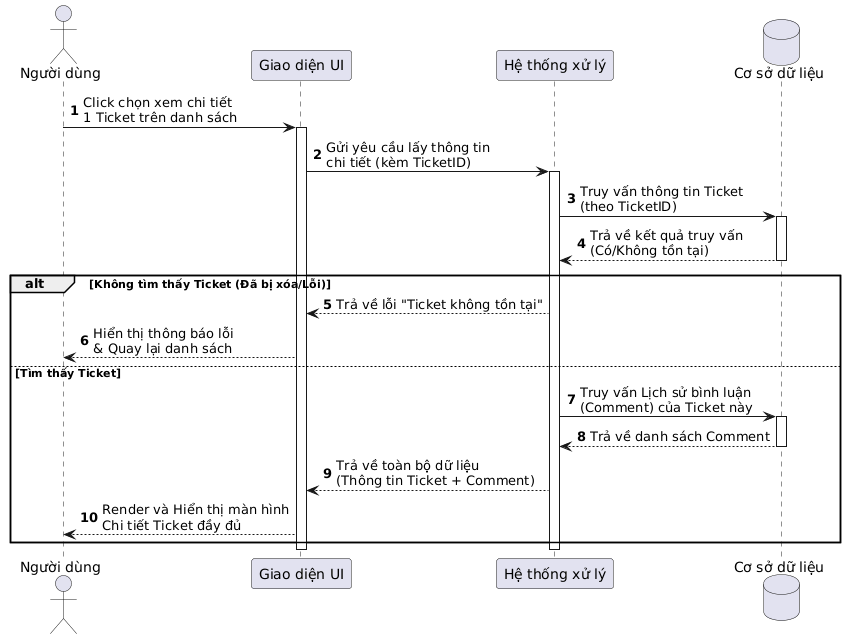 Người dùng
Giao diện UI
Hệ thống xử lý
Cơ sở dữ liệu
1 Click chọn xem chi tiết
1 Ticket trên danh sách
2 Gửi yêu cầu lấy thông tin
chi tiết (kèm TicketID)
3 Truy vấn thông tin Ticket
(theo TicketID)
4 Trả về kết quả truy vấn
(Có/Không tồn tại)
alt [Không tìm thấy Ticket (Đã bị xóa/Lỗi)]
5 Trả về lỗi "Ticket không tồn tại"
6 Hiển thị thông báo lỗi
& Quay lại danh sách
[Tìm thấy Ticket]
7 Truy vấn Lịch sử bình luận
(Comment) của Ticket này
8 Trả về danh sách Comment
9 Trả về toàn bộ dữ liệu
(Thông tin Ticket + Comment)
10 Render và Hiển thị màn hình
Chi tiết Ticket đầy đủ
Người dùng
Giao diện UI
Hệ thống xử lý
Cơ sở dữ liệu